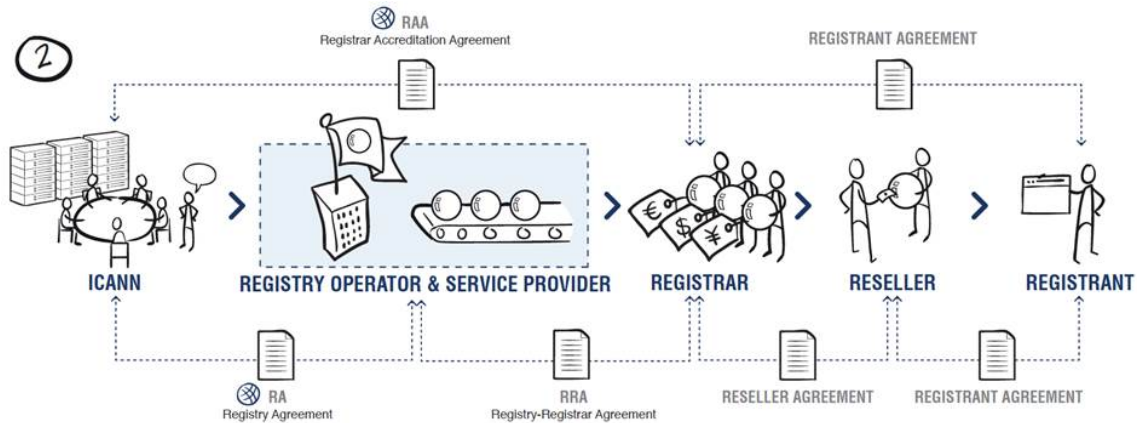 2
RAA
Registrar Accreditation Agreement
REGISTRANT AGREEMENT
€
$
¥
ICANN
REGISTRY OPERATOR & SERVICE PROVIDER
REGISTRAR
RESELLER
REGISTRANT
RA
Registry Agreement
RRA
Registry-Registrar Agreement
RESELLER AGREEMENT
REGISTRANT AGREEMENT